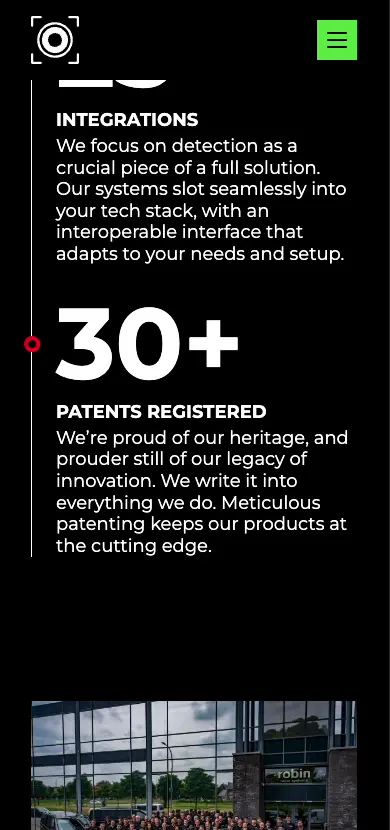 INTEGRATIONS
We focus on detection as a
crucial piece of a full solution.
Our systems slot seamlessly into
your tech stack, with an
interoperable interface that
adapts to your needs and setup.
30+
PATENTS REGISTERED
We’re proud of our heritage, and
prouder still of our legacy of
innovation. We write it into
everything we do. Meticulous
patenting keeps our products at
the cutting edge.
robin